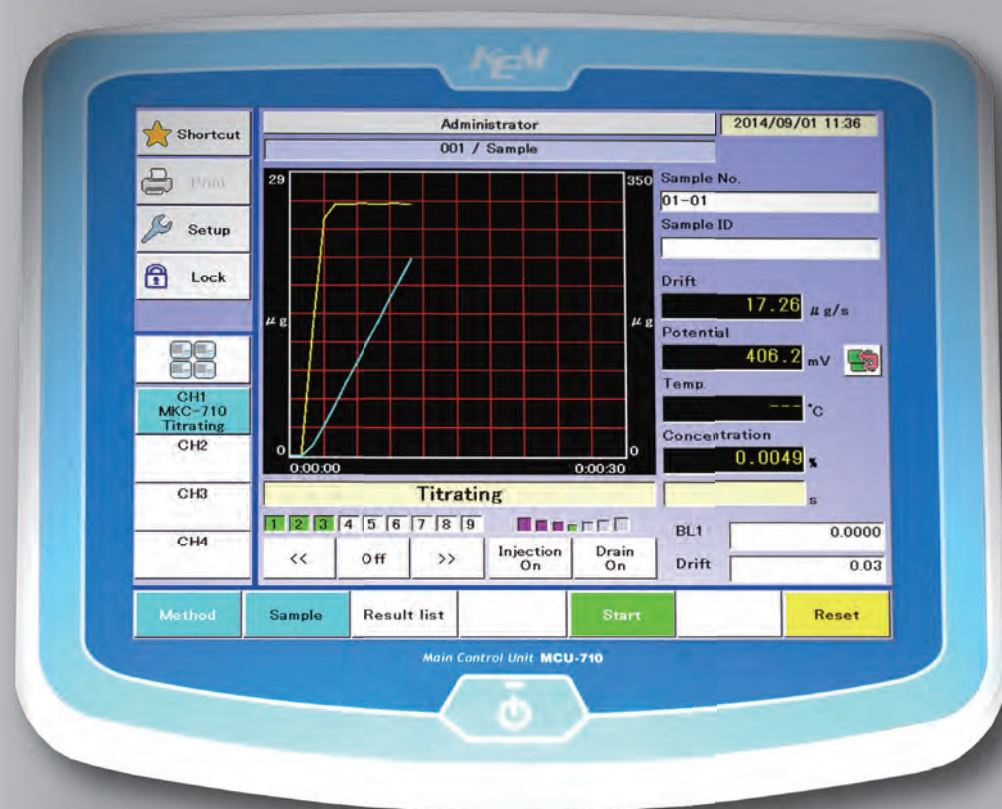 KEM
Shortcut
Administrator
2014/09/01 11:36
001 / Sample
Print
Setup
Lock
29
350
μg
μg
0
0
0:00:00
0:00:30
Sample No.
01-01
Sample ID
Drift
17.26 μg/s
Potential
406.2 mV
Temp.
--- °C
Concentration
0.0049 %
s
CH1
MKC-710
Titrating
CH2
CH3
CH4
Titrating
1 2 3 4 5 6 7 8 9
<< Off >> Injection On Drain On
BL1 0.0000
Drift 0.03
Method Sample Result list Start Reset
Main Control Unit MCU-710